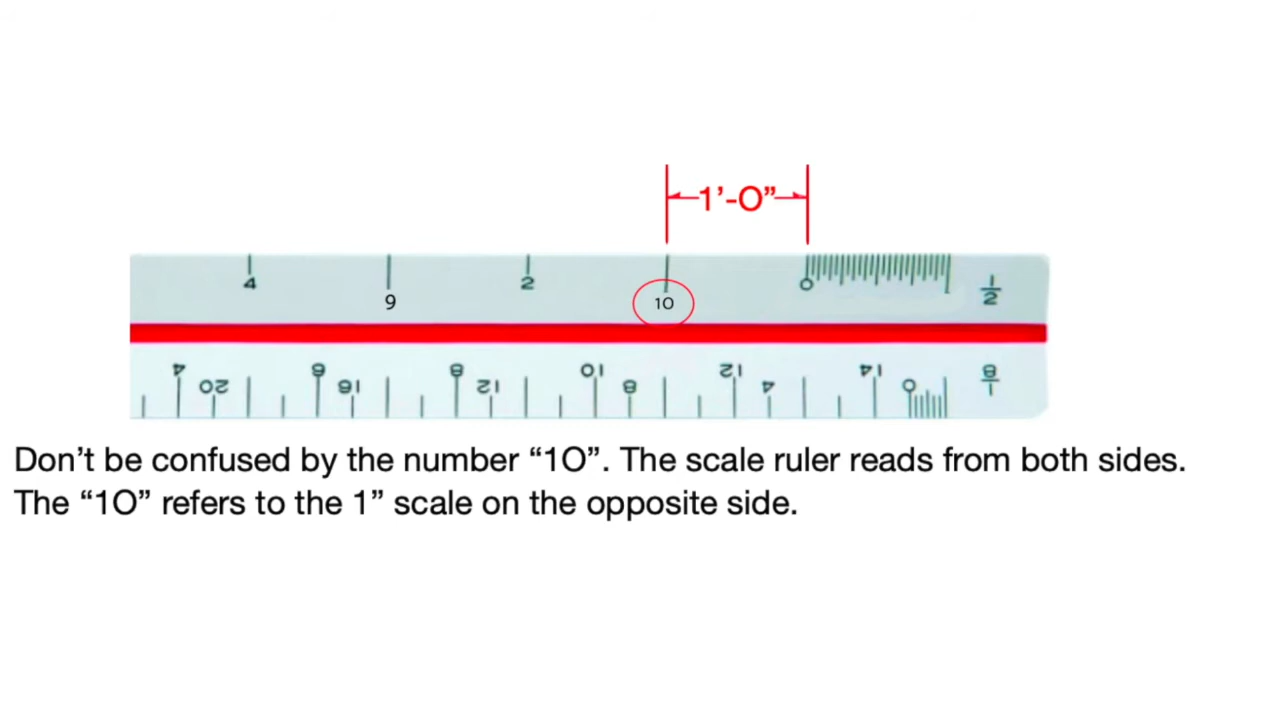 1’-0”
4 2 0 1/2
9 10
4 6 8 10 12 14 1/8
20 16 12 8 4 0
Don’t be confused by the number “10”. The scale ruler reads from both sides.
The “10” refers to the 1” scale on the opposite side.